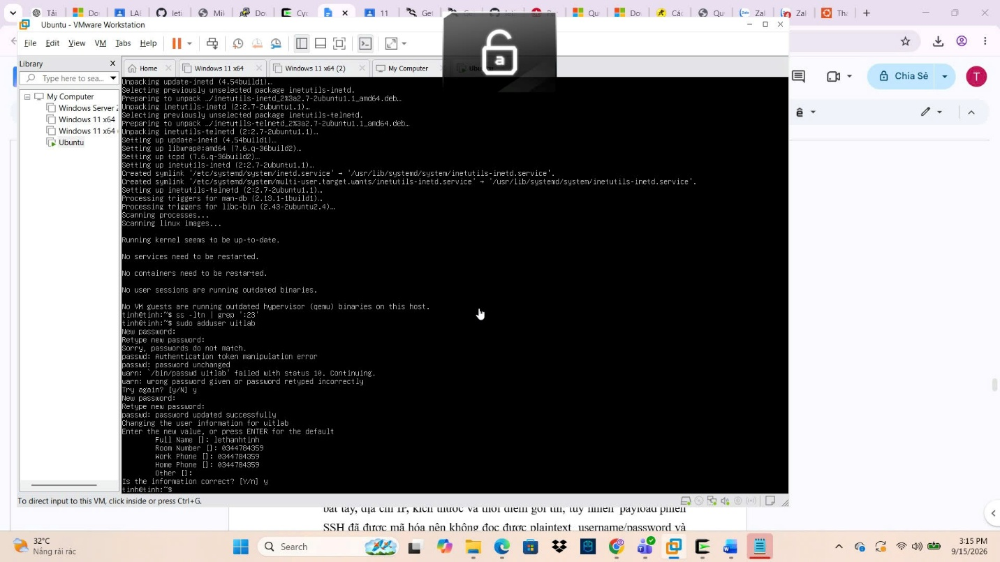 Tải
Do
LAI
leti
Mii
Do
Cyc
11
Get
G
Arti
Re
Qu
Do
Các
Qu
Zal
Zal
Thạ
Ubuntu - VMware Workstation
File Edit View VM Tabs Help
Library
Type here to sea...
My Computer
Windows Server 2
Windows 11 x64
Windows 11 x64
Ubuntu
Home
Windows 11 x64
Windows 11 x64 (2)
My Computer
Chia Sẻ
T
ê
Unpacking update-inetd (4.54build1)…
Selecting previously unselected package inetutils-inetd.
Preparing to unpack …/inetutils-inetd_2%3a2.7-2ubuntu1.1_amd64.deb…
Unpacking inetutils-inetd (2:2.7-2ubuntu1.1)…
Selecting previously unselected package inetutils-telnetd.
Preparing to unpack …/inetutils-telnetd_2%3a2.7-2ubuntu1.1_amd64.deb…
Unpacking inetutils-telnetd (2:2.7-2ubuntu1.1)…
Setting up update-inetd (4.54build1)…
Setting up libwrap0:amd64 (7.6.q-36build2)…
Setting up tcpd (7.6.q-36build2)…
Setting up inetutils-inetd (2:2.7-2ubuntu1.1)…
Created symlink '/etc/systemd/system/inetd.service' → '/usr/lib/systemd/system/inetutils-inetd.service'.
Created symlink '/etc/systemd/system/multi-user.target.wants/inetutils-inetd.service' → '/usr/lib/systemd/system/inetutils-inetd.service'.
Setting up inetutils-telnetd (2:2.7-2ubuntu1.1)…
Processing triggers for man-db (2.13.1-1build1)…
Processing triggers for libc-bin (2.43-2ubuntu2.4)…
Scanning processes...
Scanning linux images...
Running kernel seems to be up-to-date.
No services need to be restarted.
No containers need to be restarted.
No user sessions are running outdated binaries.
No VM guests are running outdated hypervisor (qemu) binaries on this host.
tinh@tinh:~$ ss -ltn | grep ':23'
tinh@tinh:~$ sudo adduser uitlab
New password:
Retype new password:
Sorry, passwords do not match.
passwd: Authentication token manipulation error
passwd: password unchanged
warn: `/bin/passwd uitlab' failed with status 10. Continuing.
warn: wrong password given or password retyped incorrectly
Try again? [y/N] y
New password:
Retype new password:
passwd: password updated successfully
Changing the user information for uitlab
Enter the new value, or press ENTER for the default
Full Name []: lethanhtinh
Room Number []: 0344784359
Work Phone []: 0344784359
Home Phone []: 0344784359
Other []:
Is the information correct? [Y/n] y
tinh@tinh:~$
To direct input to this VM, click inside or press Ctrl+G.
bắt tay, địa chỉ IP, kích thước và thời điểm gói tin, tuy nhiên payload phiên
SSH đã được mã hóa nên không đọc được plaintext username/password và
32°C
Nắng rải rác
Search
3:15 PM
9/15/2026